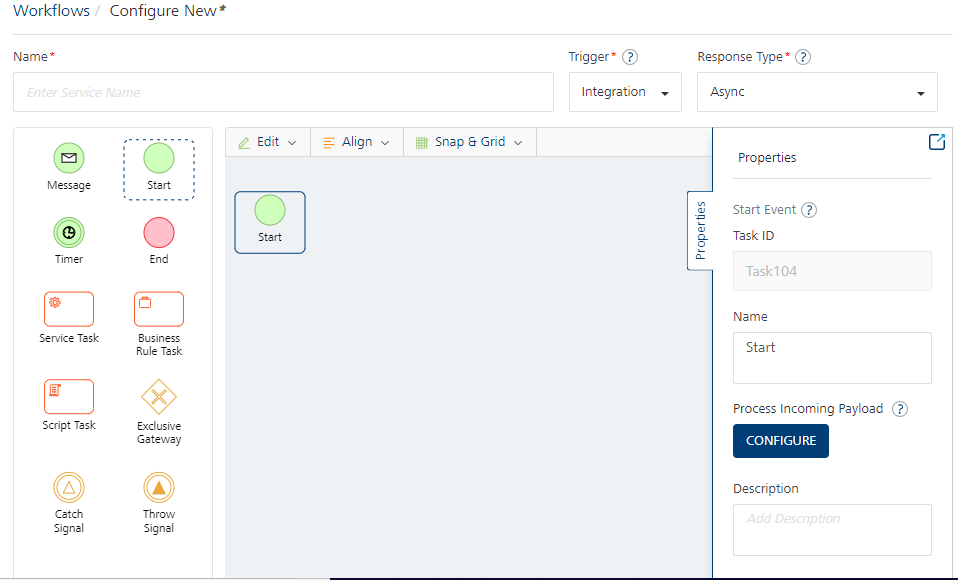 Workflows / Configure New*
Name* Trigger* ? Response Type* ?
Enter Service Name Integration Async
Edit Align Snap & Grid
Message Start
Timer End
Service Task Business
Rule Task
Script Task Exclusive
Gateway
Catch
Signal
Throw
Signal
Start
Properties
Properties
Start Event ?
Task ID
Task104
Name
Start
Process Incoming Payload ?
CONFIGURE
Description
Add Description